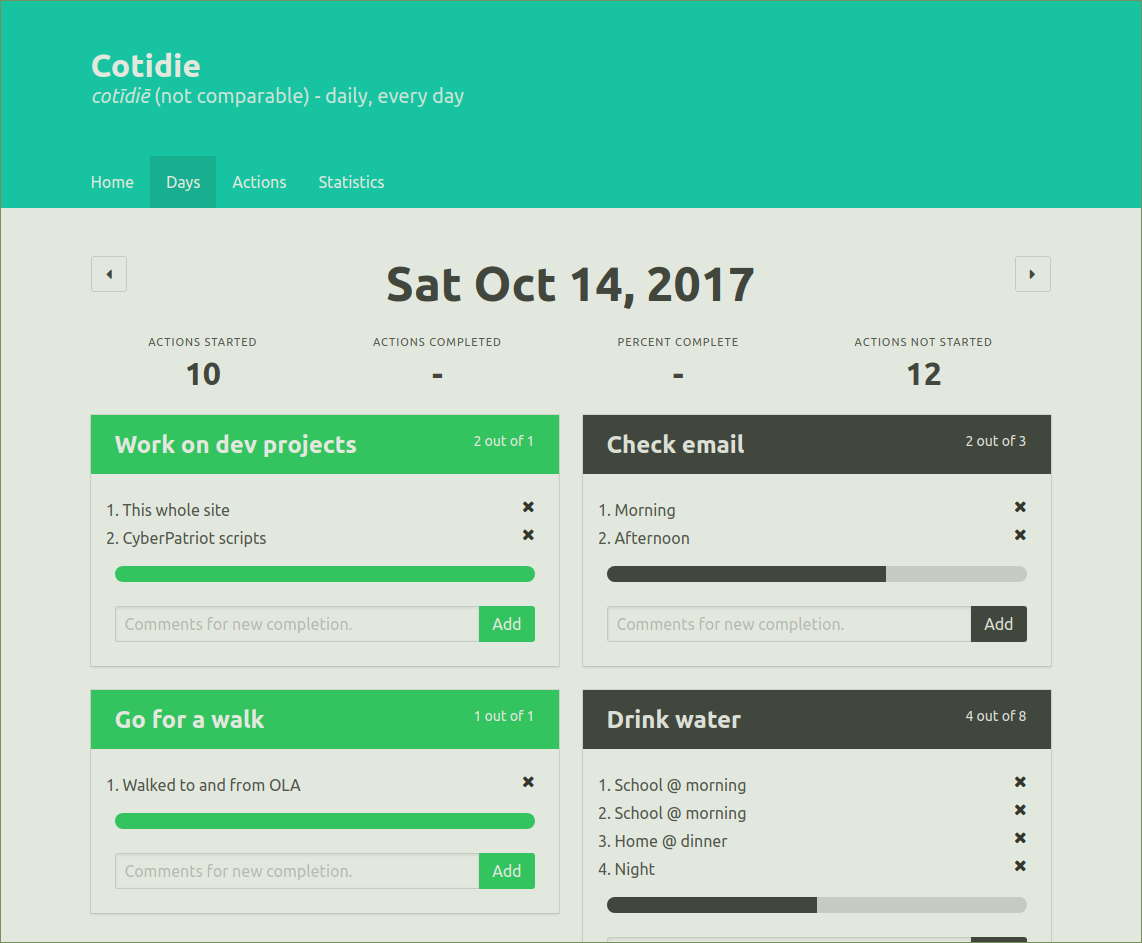 Cotidie
cotīdiē (not comparable) - daily, every day
Home Days Actions Statistics
Sat Oct 14, 2017
ACTIONS STARTED ACTIONS COMPLETED PERCENT COMPLETE ACTIONS NOT STARTED
10 - - 12
Work on dev projects 2 out of 1
1. This whole site
2. CyberPatriot scripts
Comments for new completion. Add
Check email 2 out of 3
1. Morning
2. Afternoon
Comments for new completion. Add
Go for a walk 1 out of 1
1. Walked to and from OLA
Comments for new completion. Add
Drink water 4 out of 8
1. School @ morning
2. School @ morning
3. Home @ dinner
4. Night